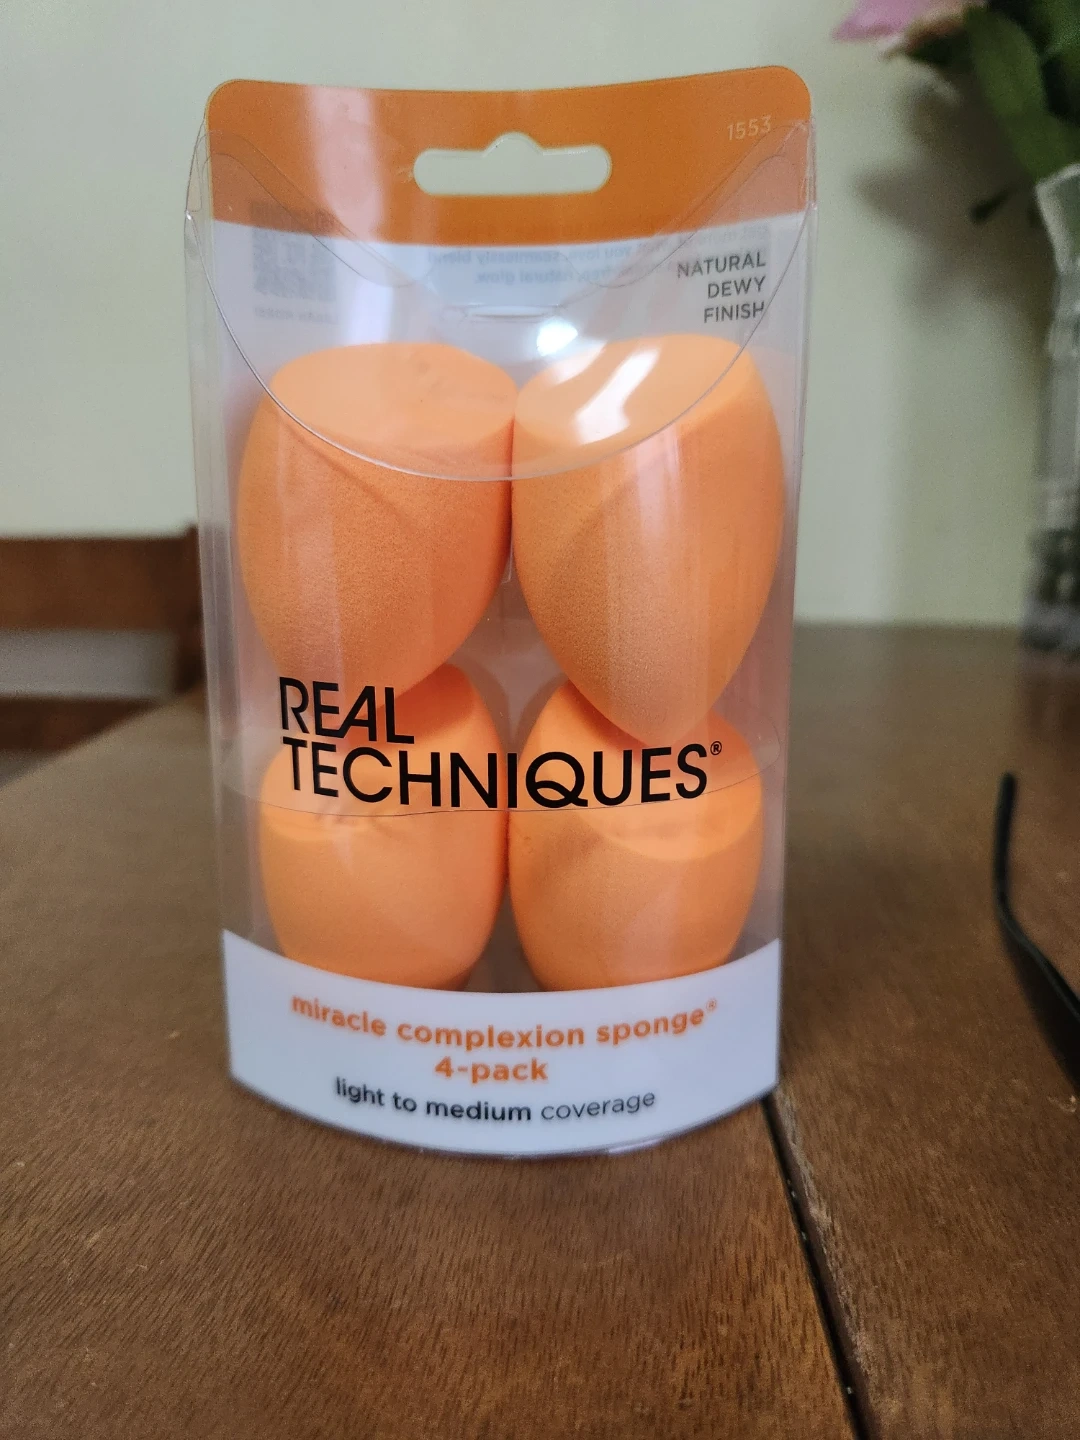 1553
NATURAL
DEWY
FINISH
REAL
TECHNIQUES®
miracle complexion sponge®
4-pack
light to medium coverage